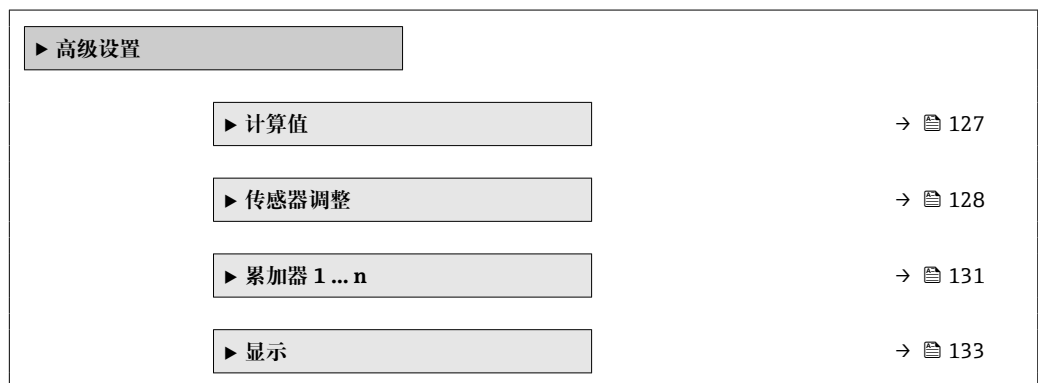 ▶ 高级设置
▶ 计算值 → 🖺 127
▶ 传感器调整 → 🖺 128
▶ 累加器 1 … n → 🖺 131
▶ 显示 → 🖺 133